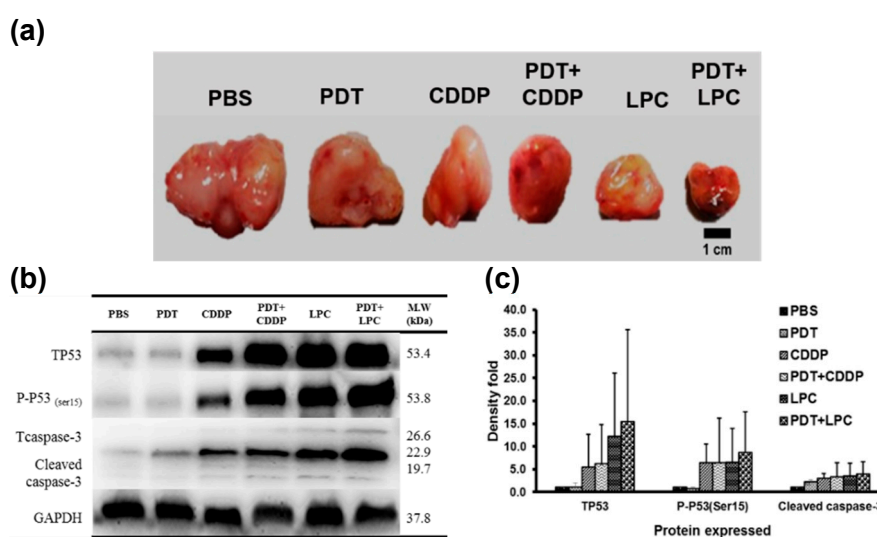 (a)
PBS
PDT
CDDP
PDT+
CDDP
LPC
PDT+
LPC
1 cm
(b)
PBS
PDT
CDDP
PDT+
CDDP
LPC
PDT+
LPC
M.W
(kDa)
TP53
53.4
P-P53 (ser15)
53.8
Tcaspase-3
26.6
22.9
Cleaved
caspase-3
19.7
GAPDH
37.8
(c)
Density fold
40.0
35.0
30.0
25.0
20.0
15.0
10.0
5.0
0.0
PBS
PDT
CDDP
PDT+CDDP
LPC
PDT+LPC
TP53
P-P53(Ser15)
Cleaved caspase-3
Protein expressed